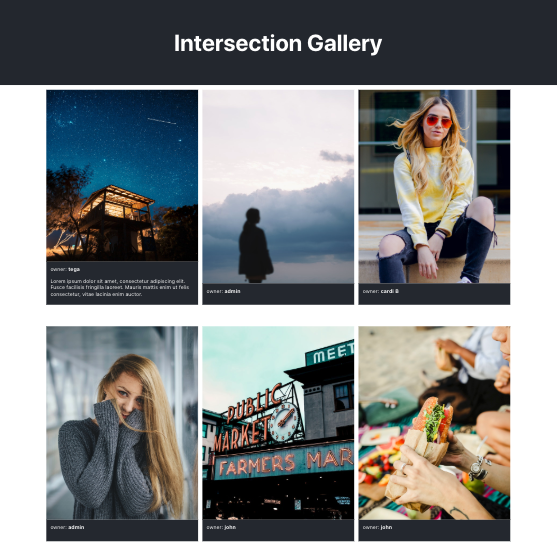 Intersection Gallery
owner: tega
Lorem ipsum dolor sit amet, consectetur adipiscing elit.
Fusce facilisis fringilla laoreet. Mauris mattis enim ut felis
consectetur, vitae lacinia enim auctor.
owner: admin
owner: cardi B
MEET
PUBLIC
MARKET
FARMERS MAR
owner: admin
owner: john
owner: john